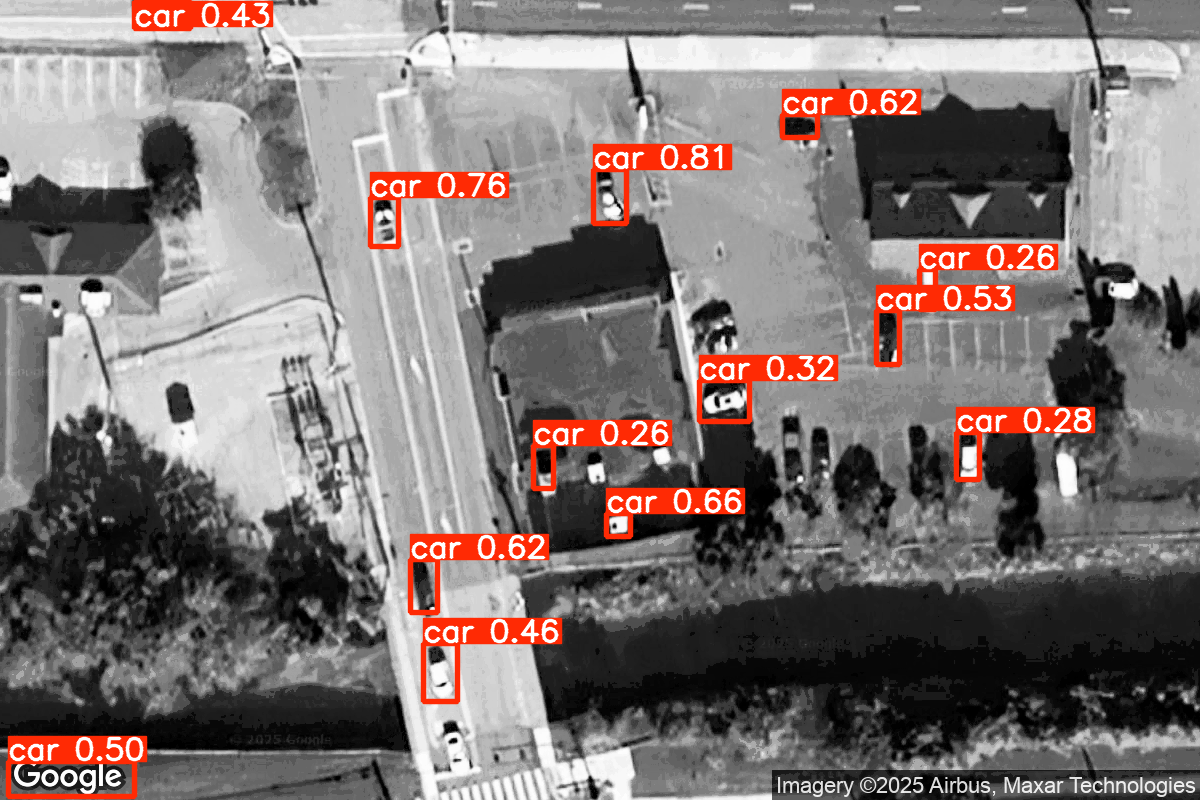 car 0.43
car 0.62
car 0.81
car 0.76
car 0.26
car 0.53
car 0.32
car 0.28
car 0.26
car 0.66
car 0.62
car 0.46
© 2025 Google
car 0.50
Google
Imagery ©2025 Airbus, Maxar Technologies